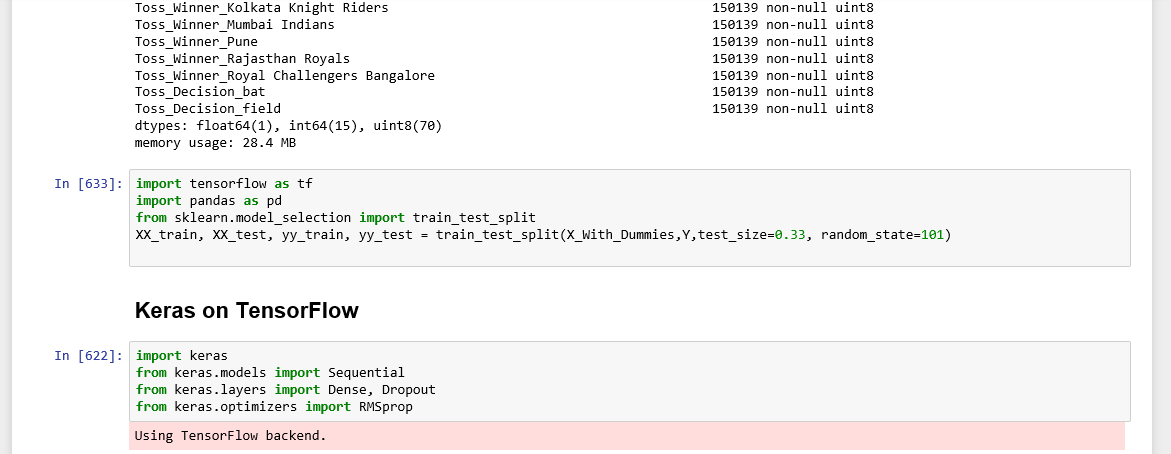 Toss_Winner_Kolkata Knight Riders 150139 non-null uint8
Toss_Winner_Mumbai Indians 150139 non-null uint8
Toss_Winner_Pune 150139 non-null uint8
Toss_Winner_Rajasthan Royals 150139 non-null uint8
Toss_Winner_Royal Challengers Bangalore 150139 non-null uint8
Toss_Decision_bat 150139 non-null uint8
Toss_Decision_field 150139 non-null uint8
dtypes: float64(1), int64(15), uint8(70)
memory usage: 28.4 MB
In [633]: import tensorflow as tf
import pandas as pd
from sklearn.model_selection import train_test_split
XX_train, XX_test, yy_train, yy_test = train_test_split(X_With_Dummies,Y,test_size=0.33, random_state=101)
Keras on TensorFlow
In [622]: import keras
from keras.models import Sequential
from keras.layers import Dense, Dropout
from keras.optimizers import RMSprop
Using TensorFlow backend.